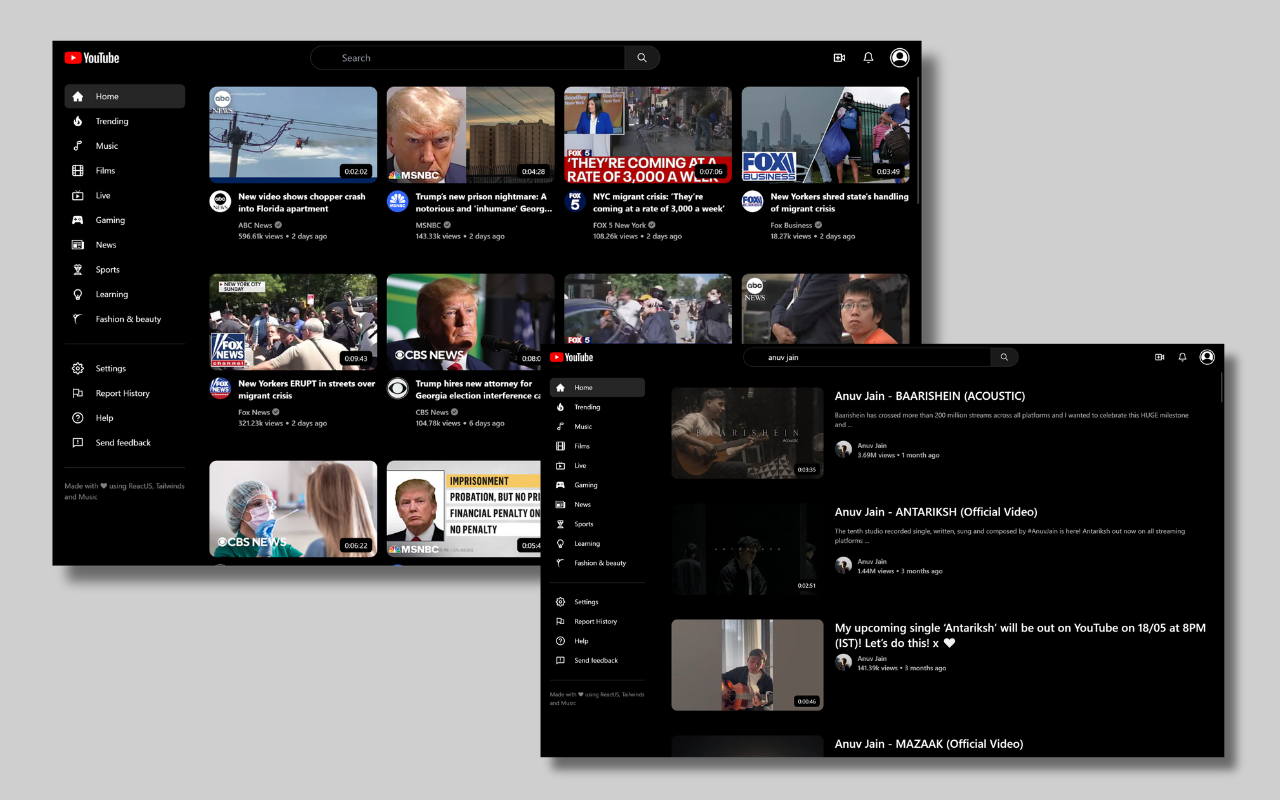 YouTube
Search
Home
Trending
Music
Films
Live
Gaming
News
Sports
Learning
Fashion & beauty
Settings
Report History
Help
Send feedback
Made with ❤ using ReactJS, Tailwinds
and Music
abc
NEWS
0:02:02
New video shows chopper crash
into Florida apartment
ABC News
596.61k views • 2 days ago
MSNBC
0:04:28
Trump's new prison nightmare: A
notorious and 'inhumane' Georg...
MSNBC
143.33k views • 2 days ago
FOX 5
'THEY'RE COMING AT A
RATE OF 3,000 A WEEK
0:07:06
FOX
5
NYC migrant crisis: 'They're
coming at a rate of 3,000 a week'
FOX 5 New York
108.26k views • 2 days ago
FOX
BUSINESS
0:03:49
New Yorkers shred state's handling
of migrant crisis
Fox Business
18.27k views • 2 days ago
NEW YORK CITY
SUNDAY
FOX
NEWS
channel
0:09:43
New Yorkers ERUPT in streets over
migrant crisis
Fox News
321.23k views • 2 days ago
CBS NEWS
0:08:0
Trump hires new attorney for
Georgia election interference ca
CBS News
104.78k views • 6 days ago
FOX 5
abc
NEWS
CBS NEWS
0:06:22
IMPRISONMENT
PROBATION, BUT NO PRI
FINANCIAL PENALTY ON
NO PENALTY
MSNBC
0:05:4
YouTube
anuv jain
Home
Trending
Music
Films
Live
Gaming
News
Sports
Learning
Fashion & beauty
Settings
Report History
Help
Send feedback
Made with ❤ using ReactJS, Tailwinds
and Music
BAARISHEIN
Acoustic
0:03:35
Anuv Jain - BAARISHEIN (ACOUSTIC)
Baarishein has crossed more than 200 million streams across all platforms and I wanted to celebrate this HUGE milestone
and ...
Anuv Jain
3.69M views • 1 month ago
ANTARIKSH
0:02:51
Anuv Jain - ANTARIKSH (Official Video)
The tenth studio recorded single, written, sung and composed by #AnuvJain is here! Antariksh out now on all streaming
platforms ...
Anuv Jain
1.44M views • 3 months ago
0:00:46
My upcoming single 'Antariksh' will be out on YouTube on 18/05 at 8PM
(IST)! Let's do this! x ❤
Anuv Jain
141.39k views • 3 months ago
Anuv Jain - MAZAAK (Official Video)